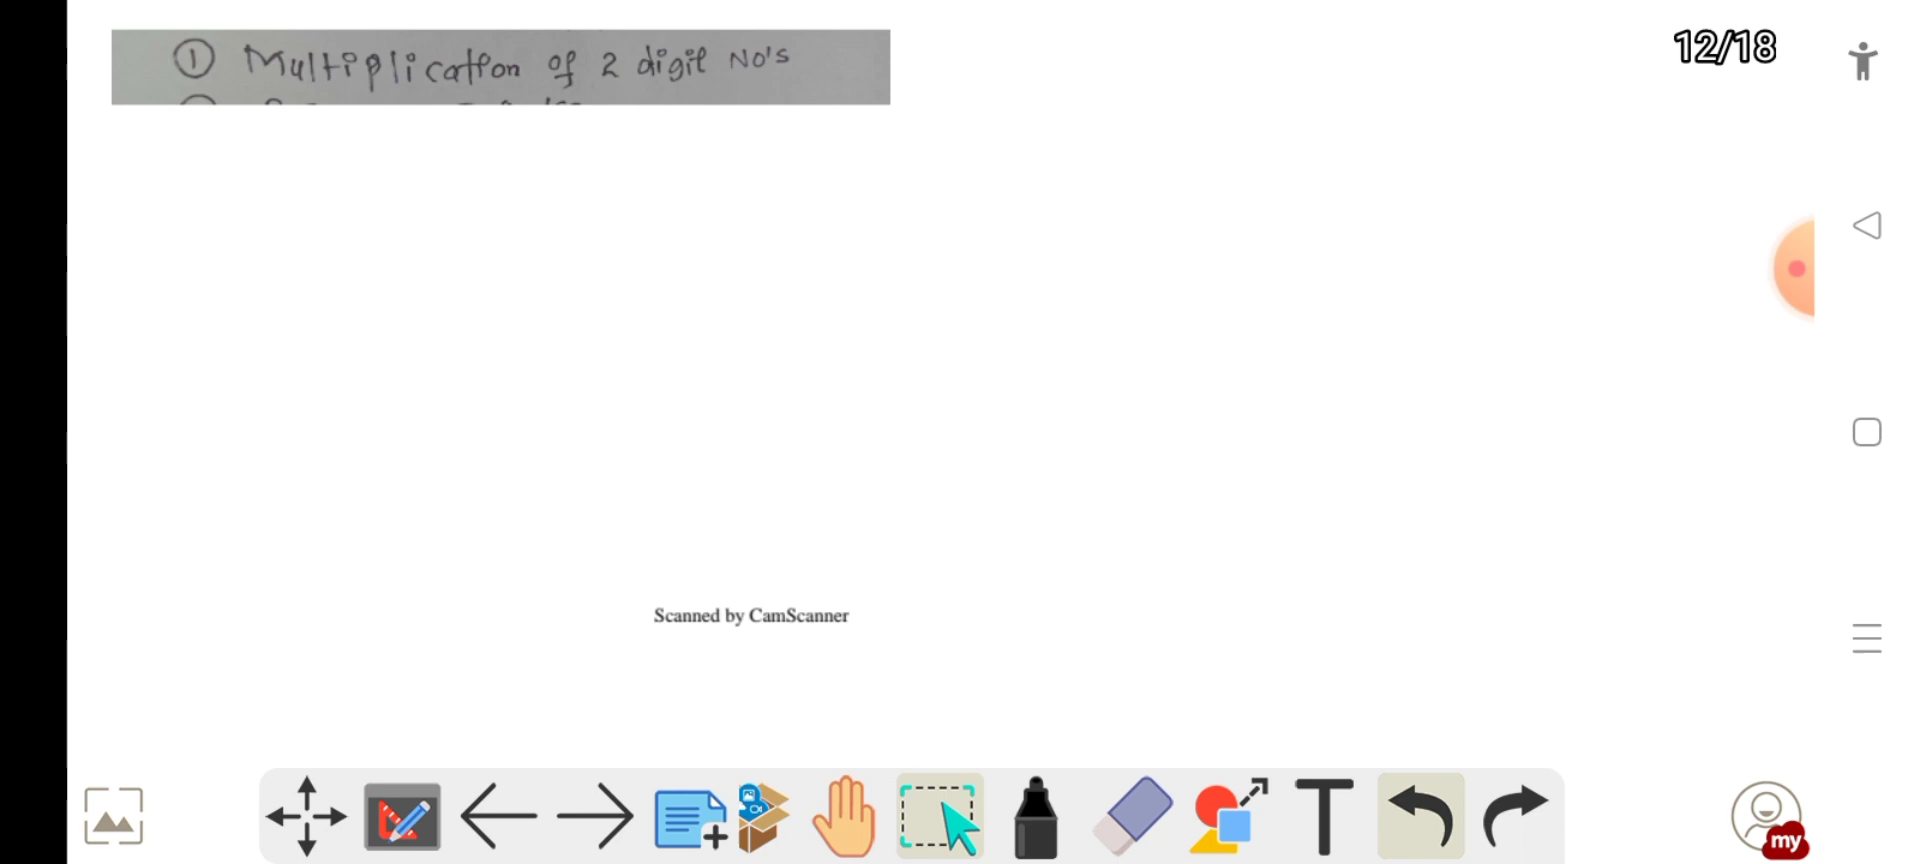 ① Multiplication of 2 digit No's
12/18
Scanned by CamScanner
T
my